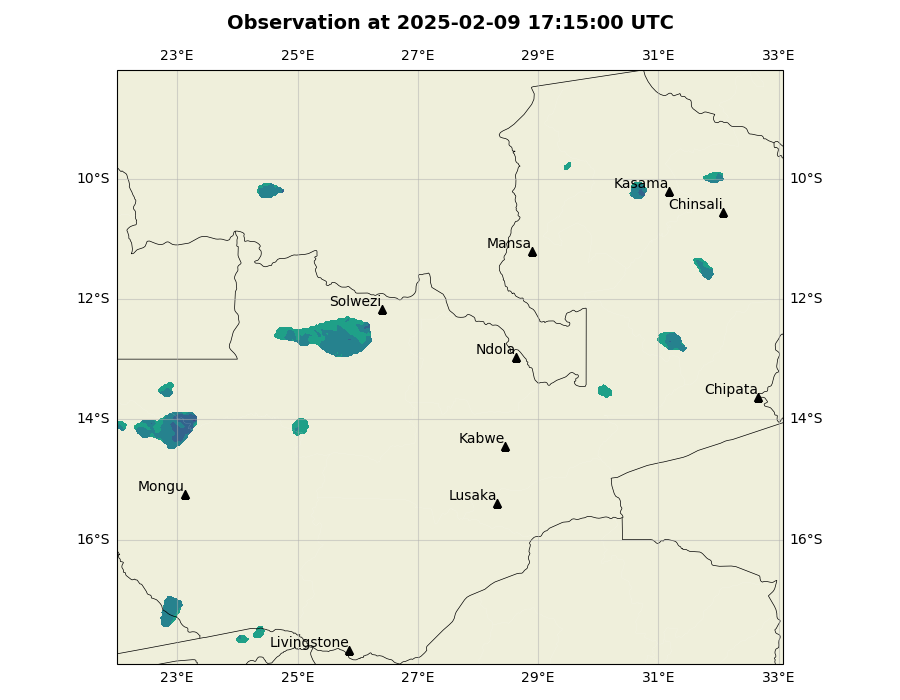 Observation at 2025-02-09 17:15:00 UTC
23°E 25°E 27°E 29°E 31°E 33°E
10°S 10°S
Kasama
Chinsali
Mansa
12°S 12°S
Solwezi
Ndola
Chipata
14°S 14°S
Kabwe
Mongu
Lusaka
16°S 16°S
Livingstone
23°E 25°E 27°E 29°E 31°E 33°E